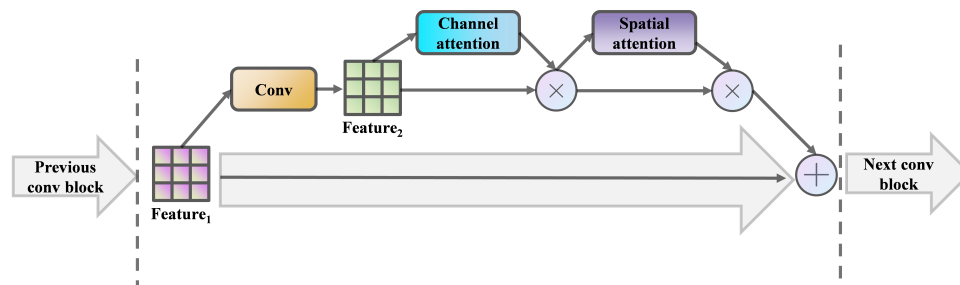 Channel
attention
Spatial
attention
Conv
×
×
Feature₂
Previous
conv block
Feature₁
+
Next conv
block